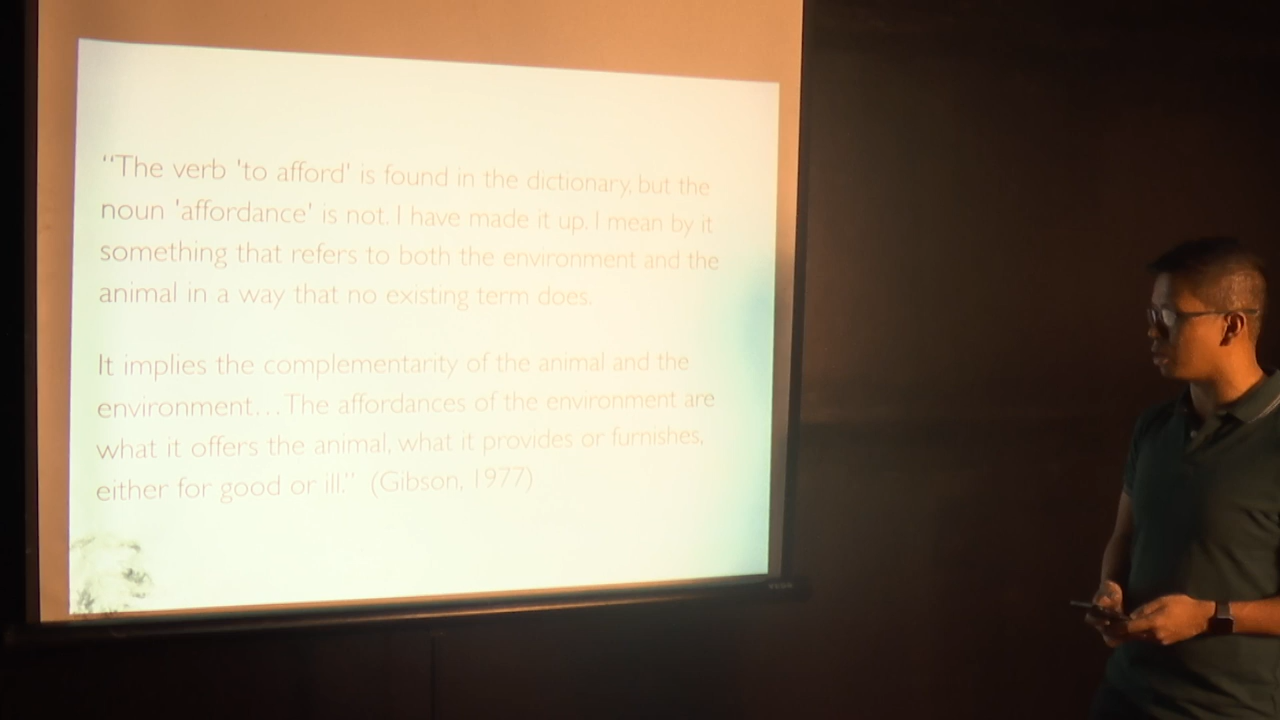 “The verb 'to afford' is found in the dictionary, but the
noun 'affordance' is not. I have made it up. I mean by it
something that refers to both the environment and the
animal in a way that no existing term does.
It implies the complementarity of the animal and the
environment…The affordances of the environment are
what it offers the animal, what it provides or furnishes,
either for good or ill.” (Gibson, 1977)